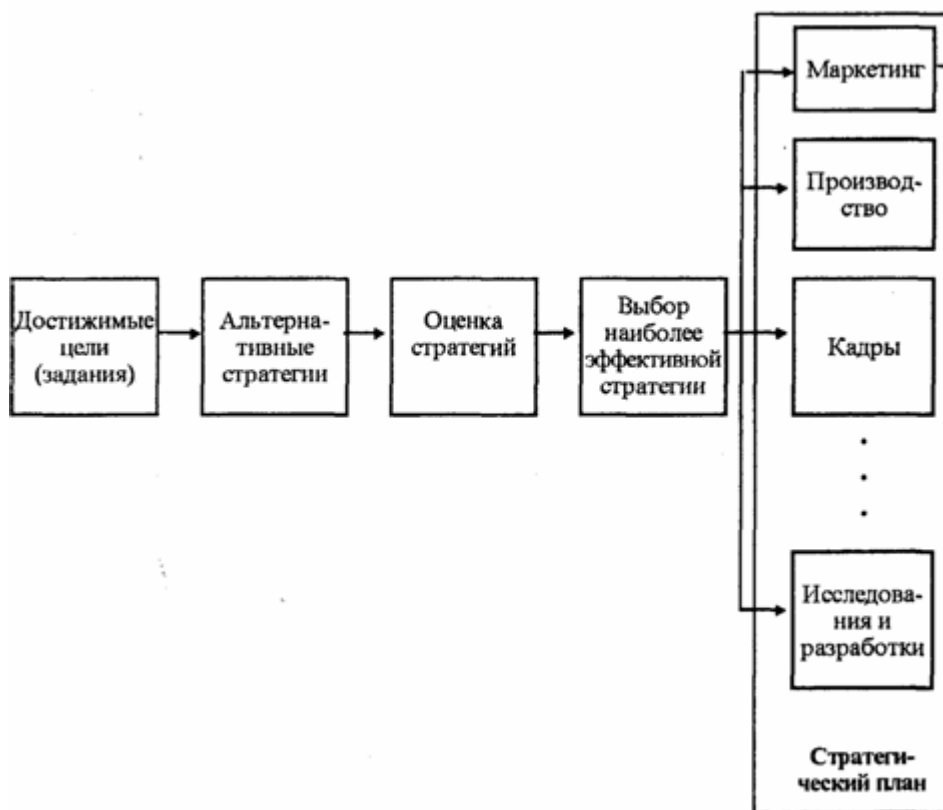 Маркетинг
Производ-
ство
Достижимые
цели
(задания)
Альтерна-
тивные
стратегии
Оценка
стратегий
Выбор
наиболее
эффективной
стратегии
Кадры
Исследова-
ния и
разработки
Стратеги-
ческий план